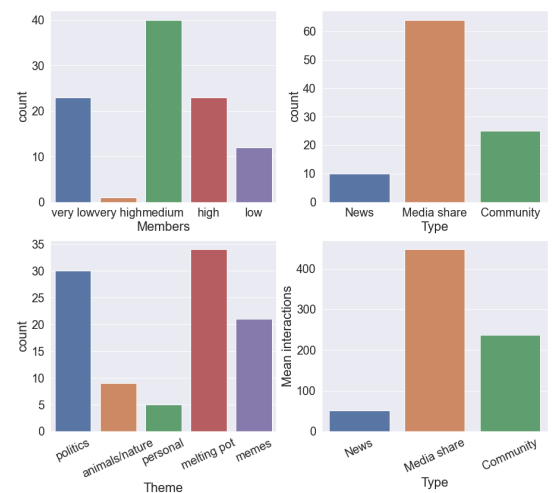 40
30
20
10
0
count
very low very high medium high low
Members
60
50
40
30
20
10
0
count
News Media share Community
Type
35
30
25
20
15
10
5
0
count
politics animals/nature personal melting pot memes
Theme
400
300
200
100
0
Mean interactions
News Media share Community
Type